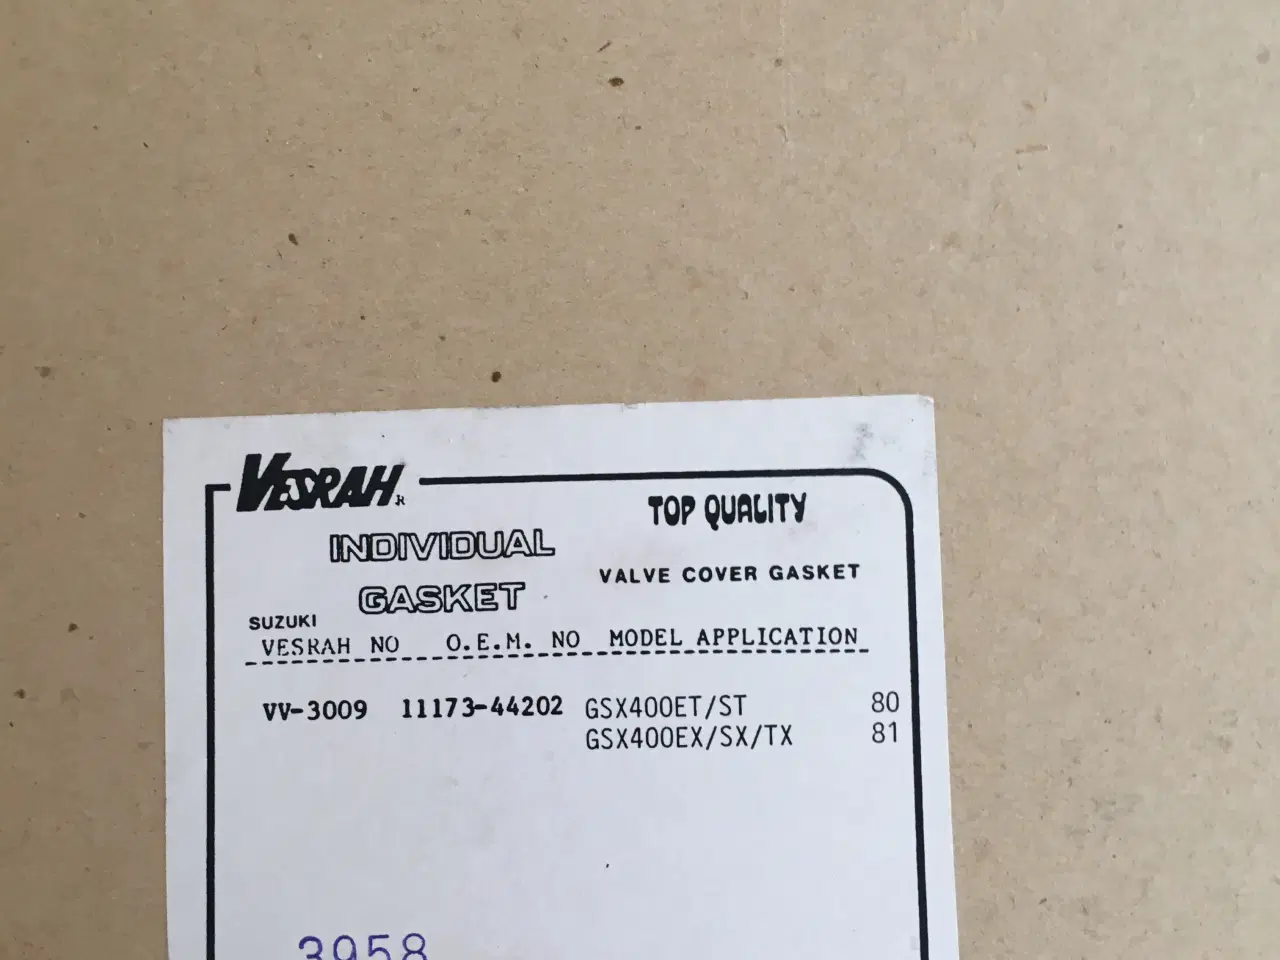 VESRAH R
TOP QUALITY
INDIVIDUAL
GASKET
VALVE COVER GASKET
SUZUKI
VESRAH NO O.E.M. NO MODEL APPLICATION
VV-3009 11173-44202 GSX400ET/ST 80
GSX400EX/SX/TX 81
3958